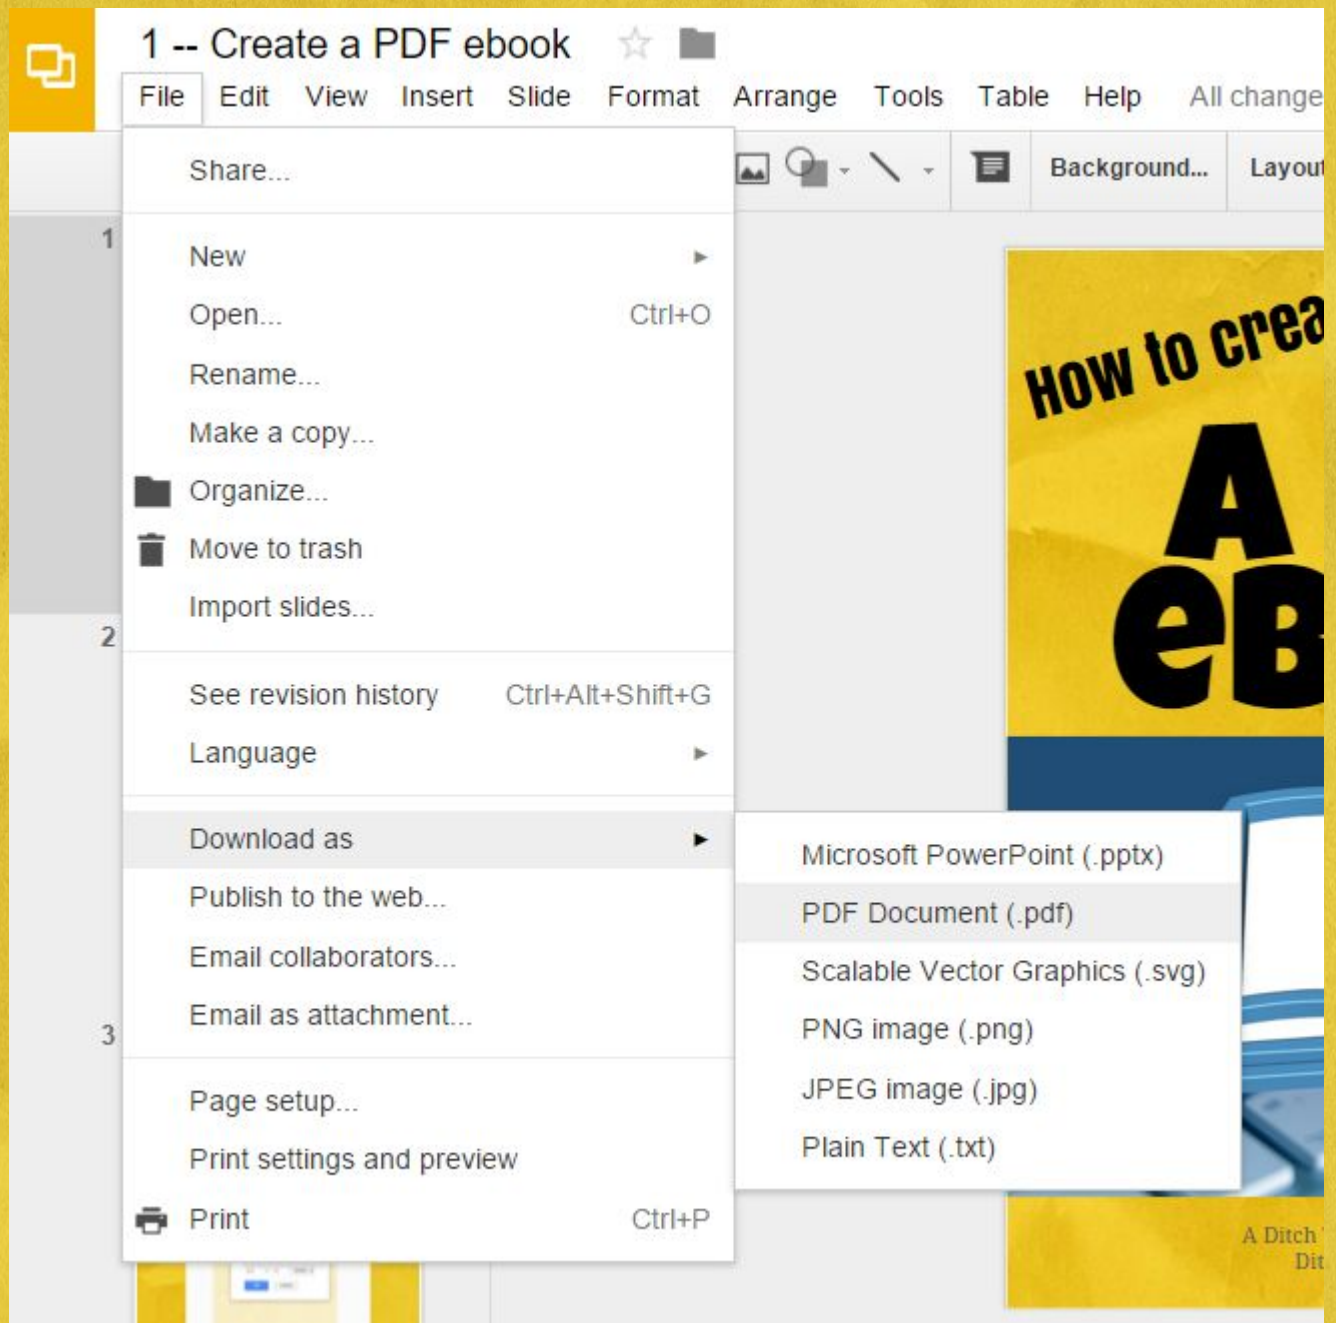 1 -- Create a PDF ebook
File Edit View Insert Slide Format Arrange Tools Table Help All change
Background... Layout
1
Share...
New
Open... Ctrl+O
Rename...
Make a copy...
Organize...
Move to trash
Import slides...
2
See revision history Ctrl+Alt+Shift+G
Language
Download as
Publish to the web...
Email collaborators...
Email as attachment...
3
Page setup...
Print settings and preview
Print Ctrl+P
Microsoft PowerPoint (.pptx)
PDF Document (.pdf)
Scalable Vector Graphics (.svg)
PNG image (.png)
JPEG image (.jpg)
Plain Text (.txt)
How to crea
A
eB
A Ditch
Dit